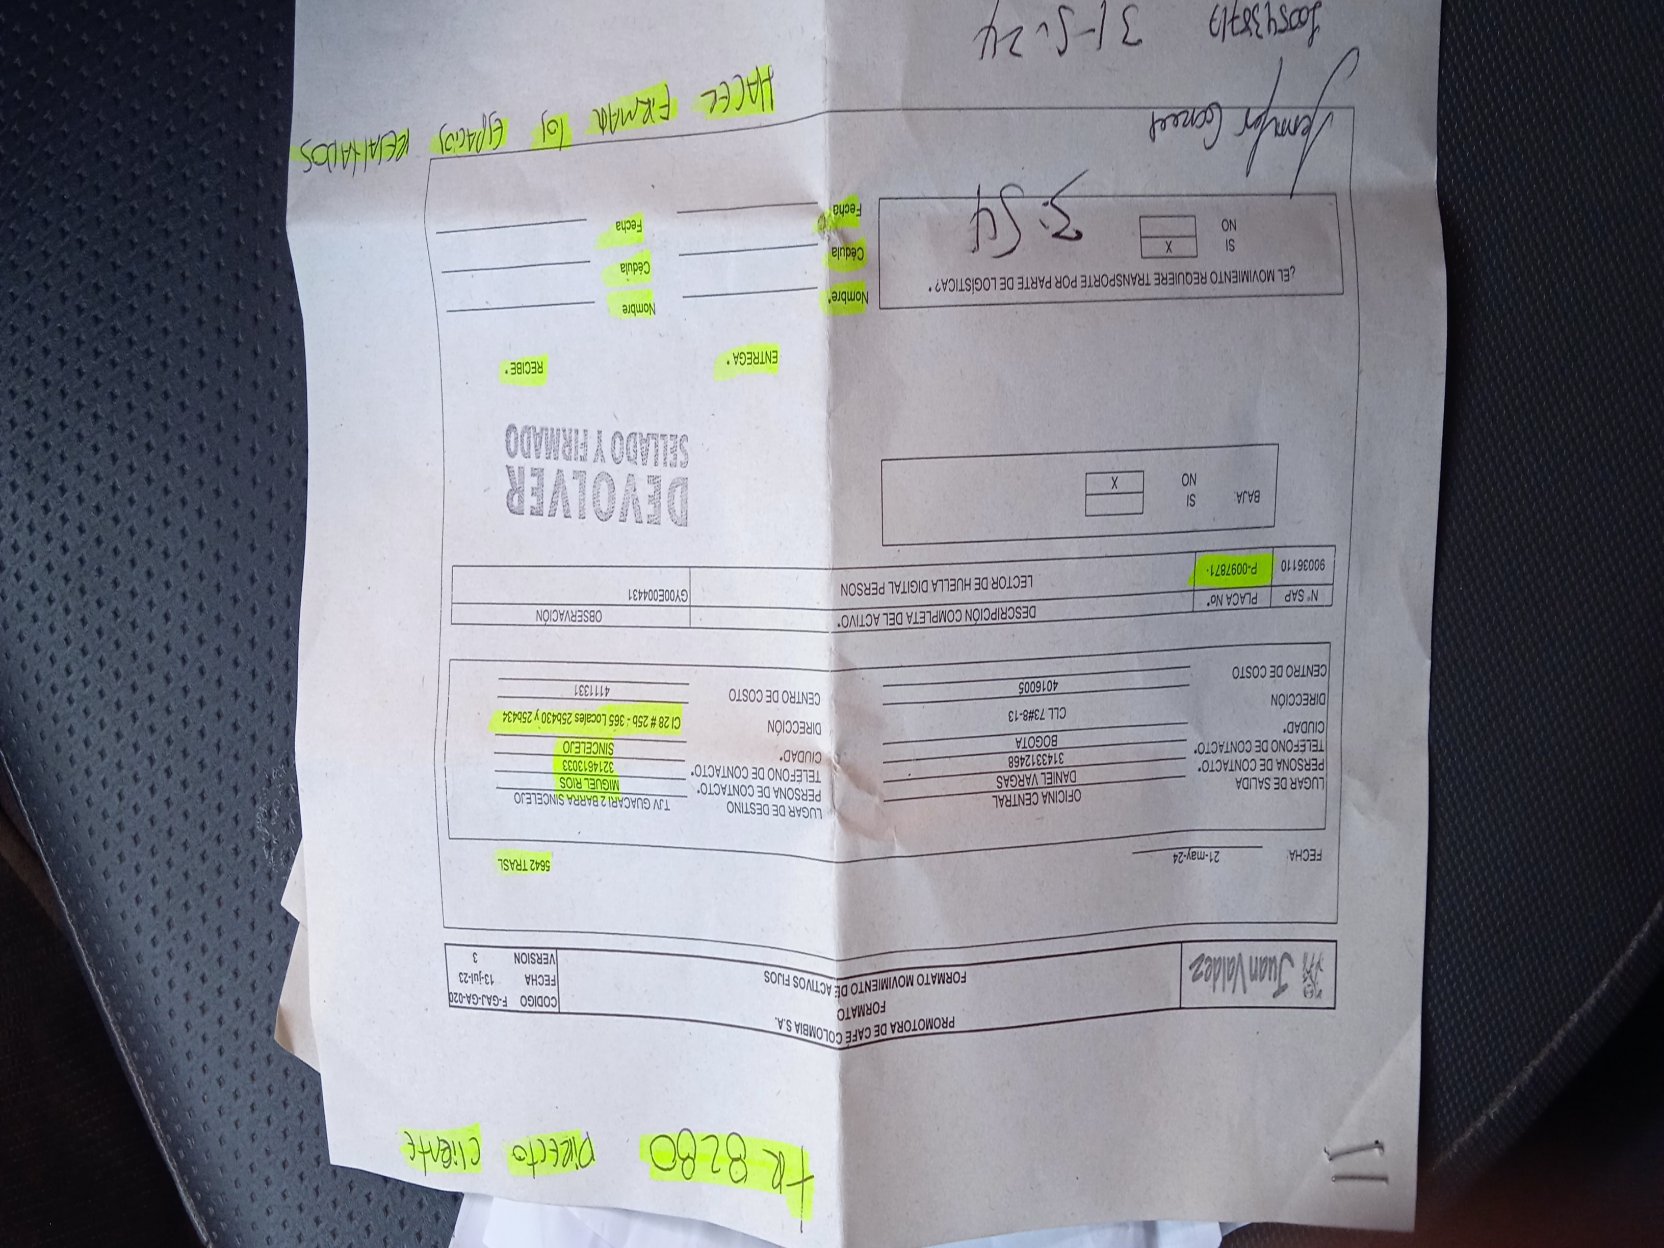 TR 8280 DIRECTO CLIENTE
Juan Valdez
PROMOTORA DE CAFÉ COLOMBIA S.A.
FORMATO
FORMATO MOVIMIENTO DE ACTIVOS FIJOS
CODIGO F-GAJ-GA-020
FECHA 13-jul-23
VERSION 3
FECHA: 21-may-24
5642 TRASL
LUGAR DE SALIDA OFICINA CENTRAL
PERSONA DE CONTACTO* DANIEL VARGAS
TELEFONO DE CONTACTO* 3143312468
CIUDAD* BOGOTA
DIRECCIÓN CLL 73#8-13
CENTRO DE COSTO 4016005
LUGAR DE DESTINO TJV GUACARI 2 BARRA SINCELEJO
PERSONA DE CONTACTO* MIGUEL RIOS
TELEFONO DE CONTACTO* 3214613033
CIUDAD* SINCELEJO
DIRECCIÓN Cl 28 # 25b - 365 Locales 25b430 y 25b434
CENTRO DE COSTO 4111331
N° SAP PLACA No* DESCRIPCIÓN COMPLETA DEL ACTIVO* OBSERVACIÓN
90036110 P-0097871- LECTOR DE HUELLA DIGITAL PERSON GY00E004431
BAJA: SI
NO X
DEVOLVER
SELLADO Y FIRMADO
ENTREGA * RECIBE *
¿EL MOVIMIENTO REQUIERE TRANSPORTE POR PARTE DE LOGÍSTICA? *
SI X
NO
3:54
Nombre* Nombre
Cédula Cédula
Fecha Fecha
HACER FIRMAR los ESPACIOS RESALTADOS
31-5-24